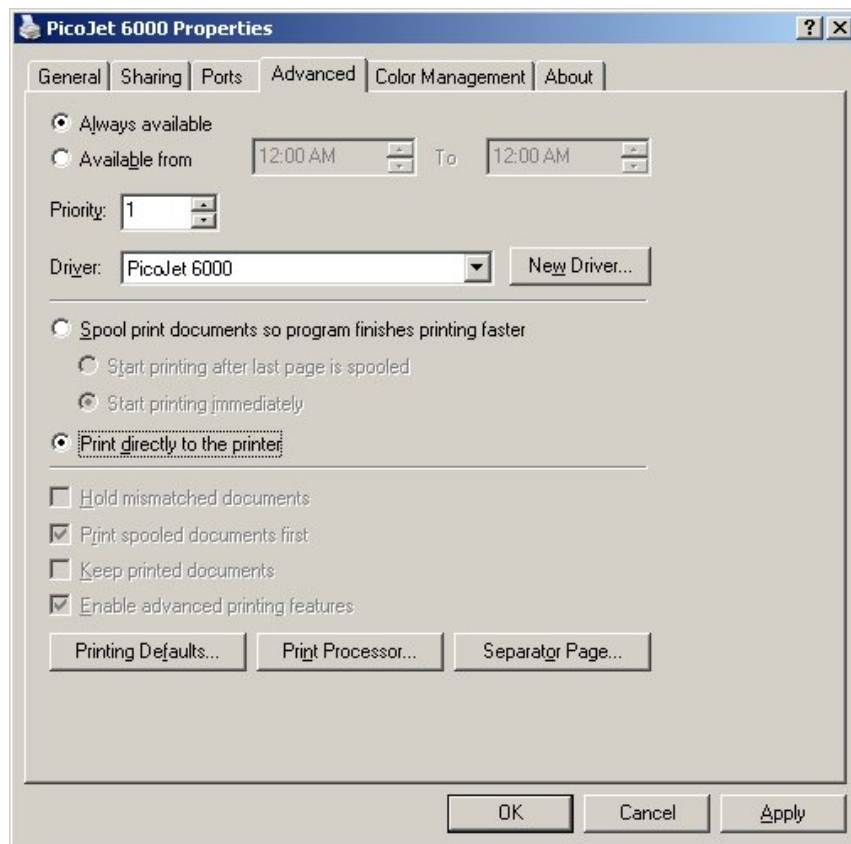 PicoJet 6000 Properties
General Sharing Ports Advanced Color Management About
Always available
Available from 12:00 AM To 12:00 AM
Priority: 1
Driver: PicoJet 6000 New Driver...
Spool print documents so program finishes printing faster
Start printing after last page is spooled
Start printing immediately
Print directly to the printer
Hold mismatched documents
Print spooled documents first
Keep printed documents
Enable advanced printing features
Printing Defaults... Print Processor... Separator Page...
OK Cancel Apply